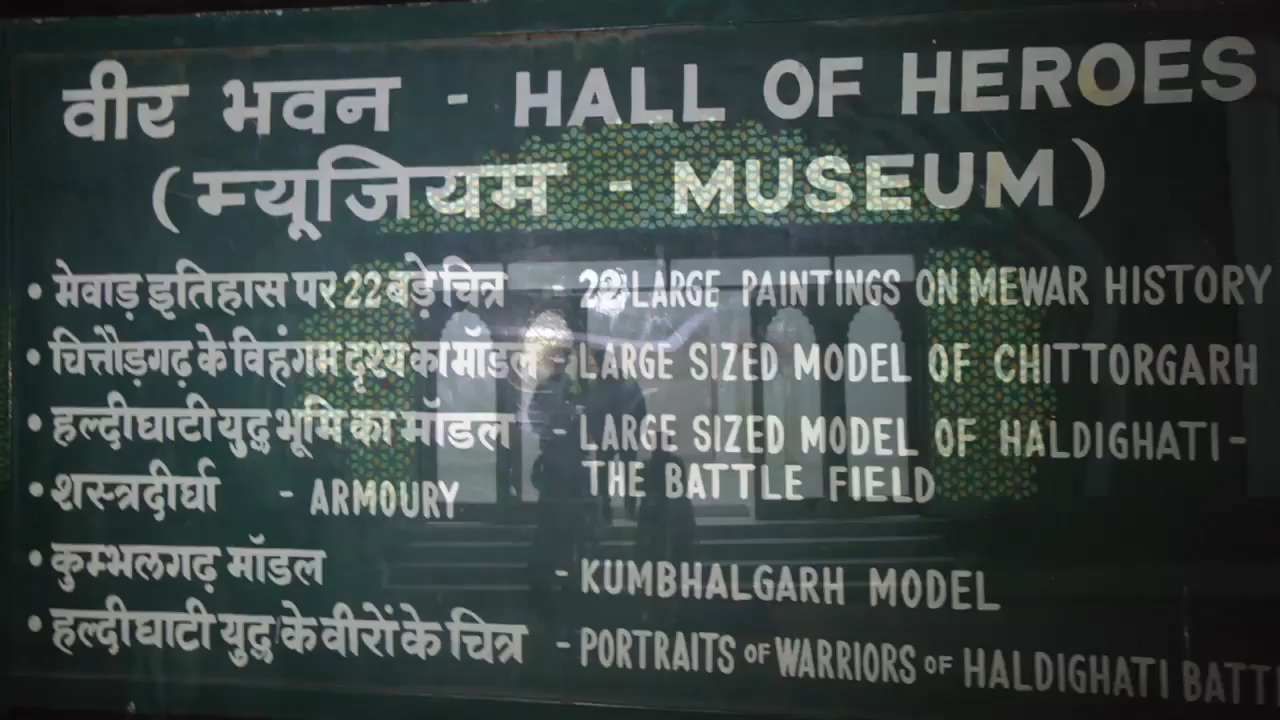 वीर भवन - HALL OF HEROES
(म्यूजियम - MUSEUM)
• मेवाड़ इतिहास पर 22 बड़े चित्र 22 LARGE PAINTINGS ON MEWAR HISTORY
• चित्तौड़गढ़ के विहंगम दृश्य का मॉडल LARGE SIZED MODEL OF CHITTORGARH
• हल्दीघाटी युद्ध भूमि का मॉडल - LARGE SIZED MODEL OF HALDIGHATI-
THE BATTLE FIELD
• शस्त्रदीर्घा - ARMOURY
• कुम्भलगढ़ मॉडल - KUMBHALGARH MODEL
• हल्दीघाटी युद्ध के वीरों के चित्र - PORTRAITS OF WARRIORS OF HALDIGHATI BATT